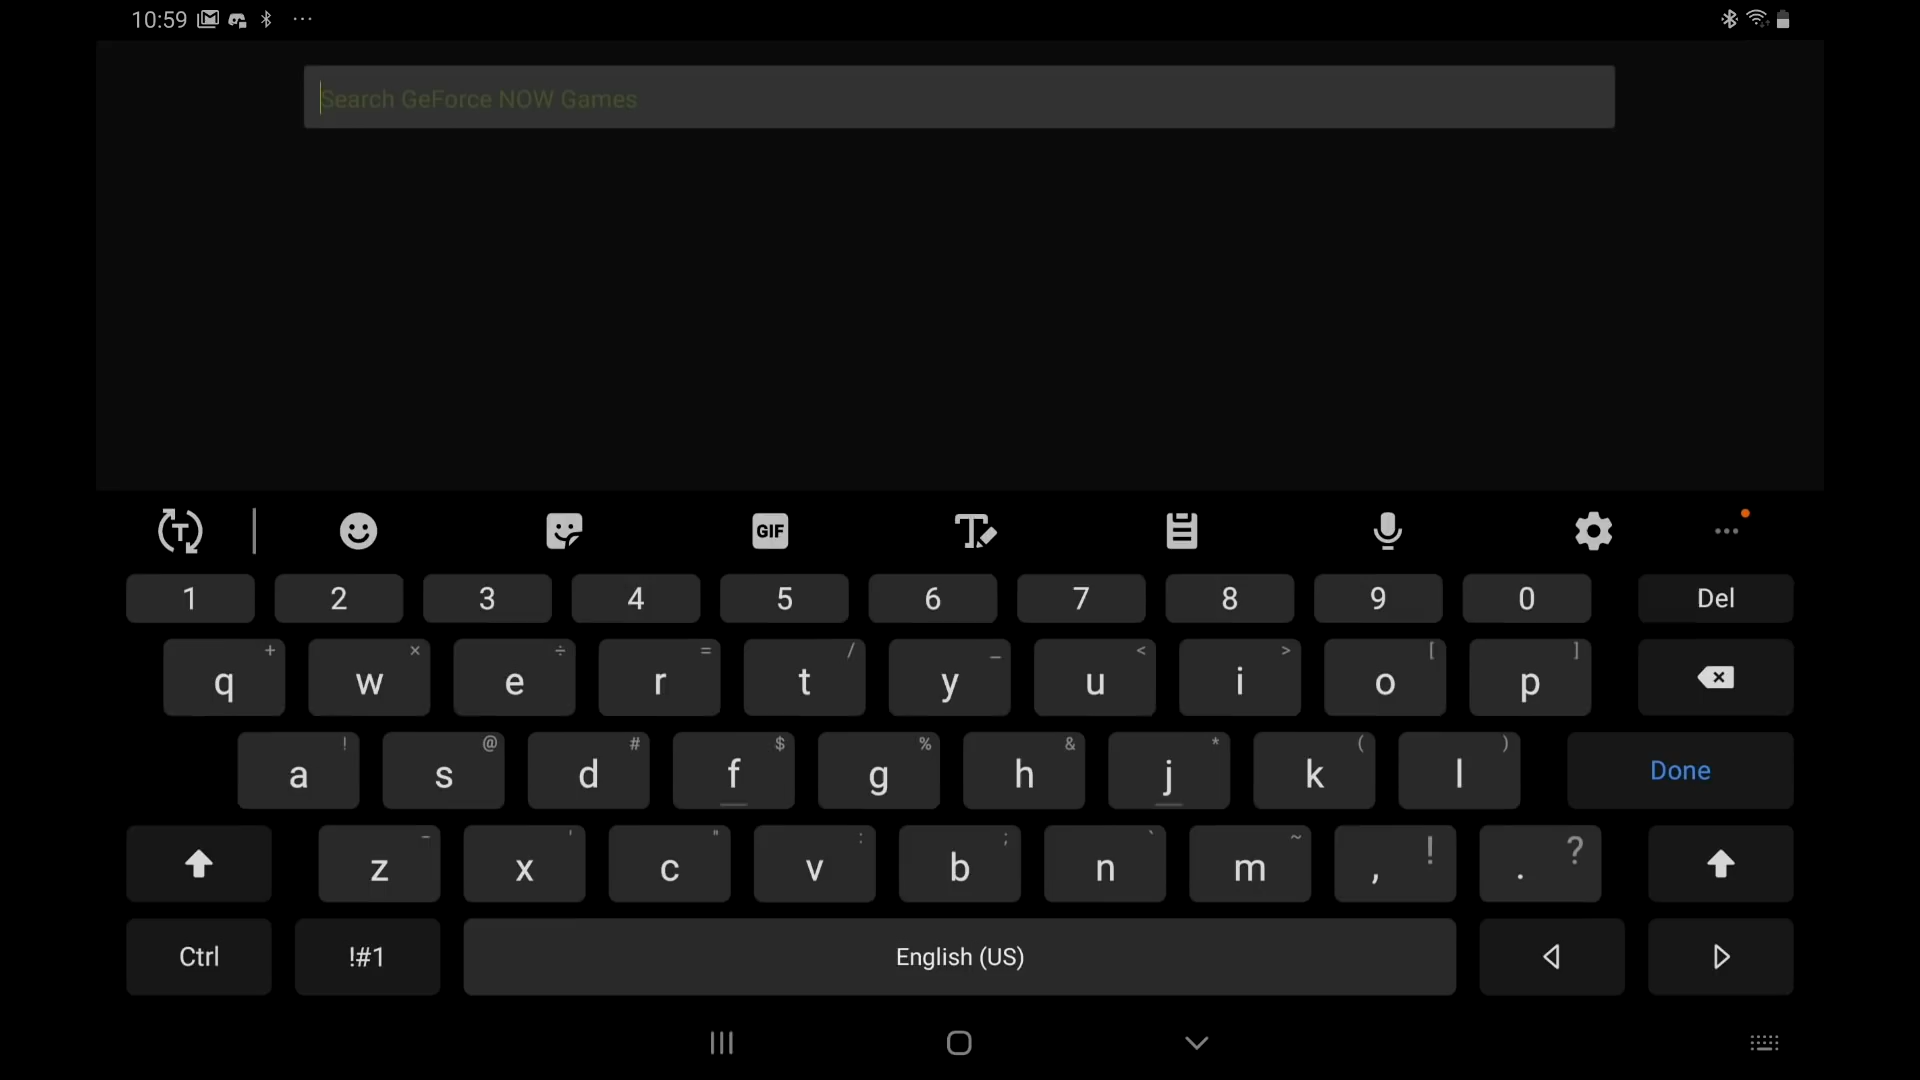 10:59
Search GeForce NOW Games
T GIF T
1 2 3 4 5 6 7 8 9 0 Del
+ × ÷ = / _ < > [ ]
q w e r t y u i o p
! @ # $ % & * ( )
a s d f g h j k l Done
- ' " : ; ` ~ ! ?
z x c v b n m , .
Ctrl !#1 English (US)